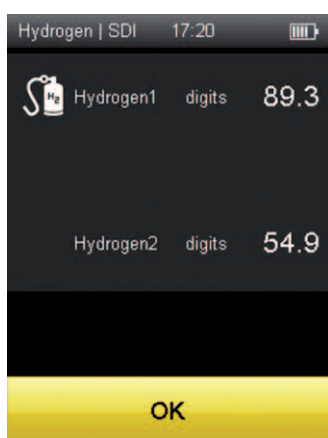 Hydrogen | SDI 17:20
H2 Hydrogen1 digits 89.3
Hydrogen2 digits 54.9
OK